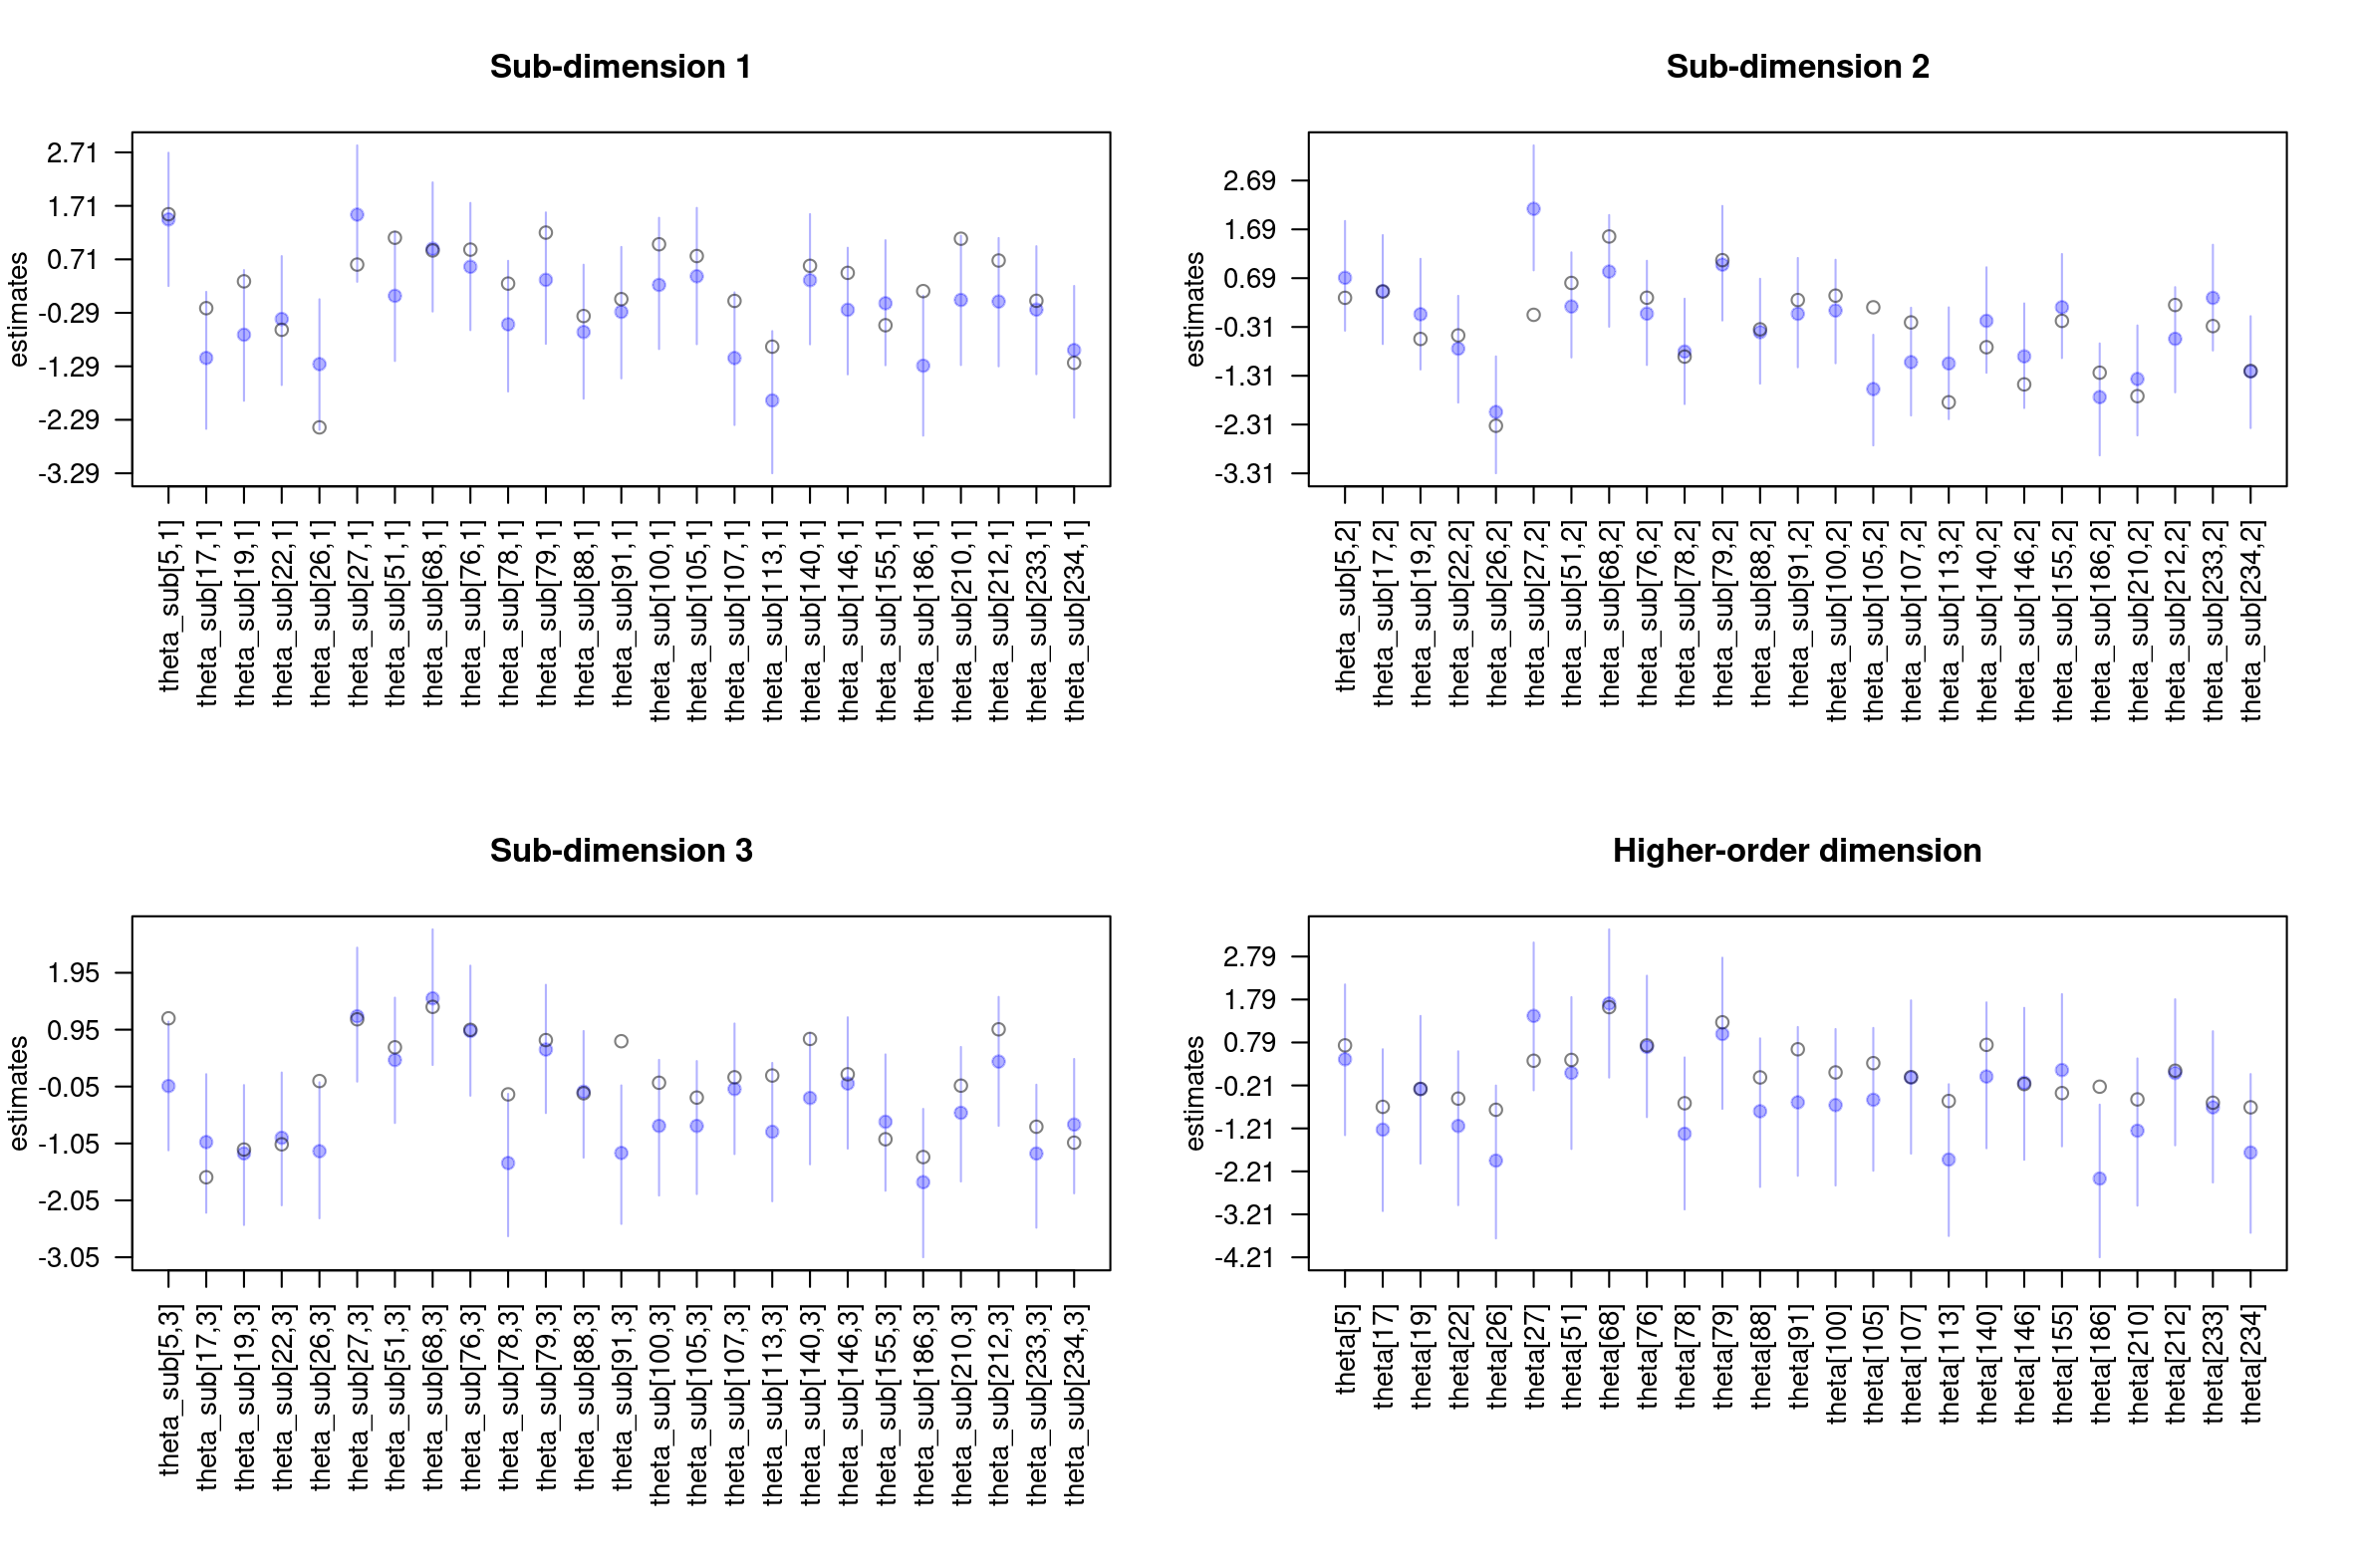 Sub-dimension 1
estimates
2.71
1.71
0.71
-0.29
-1.29
-2.29
-3.29
theta_sub[5,1]
theta_sub[17,1]
theta_sub[19,1]
theta_sub[22,1]
theta_sub[26,1]
theta_sub[27,1]
theta_sub[51,1]
theta_sub[68,1]
theta_sub[76,1]
theta_sub[78,1]
theta_sub[79,1]
theta_sub[88,1]
theta_sub[91,1]
theta_sub[100,1]
theta_sub[105,1]
theta_sub[107,1]
theta_sub[113,1]
theta_sub[140,1]
theta_sub[146,1]
theta_sub[155,1]
theta_sub[186,1]
theta_sub[210,1]
theta_sub[212,1]
theta_sub[233,1]
theta_sub[234,1]
Sub-dimension 2
estimates
2.69
1.69
0.69
-0.31
-1.31
-2.31
-3.31
theta_sub[5,2]
theta_sub[17,2]
theta_sub[19,2]
theta_sub[22,2]
theta_sub[26,2]
theta_sub[27,2]
theta_sub[51,2]
theta_sub[68,2]
theta_sub[76,2]
theta_sub[78,2]
theta_sub[79,2]
theta_sub[88,2]
theta_sub[91,2]
theta_sub[100,2]
theta_sub[105,2]
theta_sub[107,2]
theta_sub[113,2]
theta_sub[140,2]
theta_sub[146,2]
theta_sub[155,2]
theta_sub[186,2]
theta_sub[210,2]
theta_sub[212,2]
theta_sub[233,2]
theta_sub[234,2]
Sub-dimension 3
estimates
1.95
0.95
-0.05
-1.05
-2.05
-3.05
theta_sub[5,3]
theta_sub[17,3]
theta_sub[19,3]
theta_sub[22,3]
theta_sub[26,3]
theta_sub[27,3]
theta_sub[51,3]
theta_sub[68,3]
theta_sub[76,3]
theta_sub[78,3]
theta_sub[79,3]
theta_sub[88,3]
theta_sub[91,3]
theta_sub[100,3]
theta_sub[105,3]
theta_sub[107,3]
theta_sub[113,3]
theta_sub[140,3]
theta_sub[146,3]
theta_sub[155,3]
theta_sub[186,3]
theta_sub[210,3]
theta_sub[212,3]
theta_sub[233,3]
theta_sub[234,3]
Higher-order dimension
estimates
2.79
1.79
0.79
-0.21
-1.21
-2.21
-3.21
-4.21
theta[5]
theta[17]
theta[19]
theta[22]
theta[26]
theta[27]
theta[51]
theta[68]
theta[76]
theta[78]
theta[79]
theta[88]
theta[91]
theta[100]
theta[105]
theta[107]
theta[113]
theta[140]
theta[146]
theta[155]
theta[186]
theta[210]
theta[212]
theta[233]
theta[234]